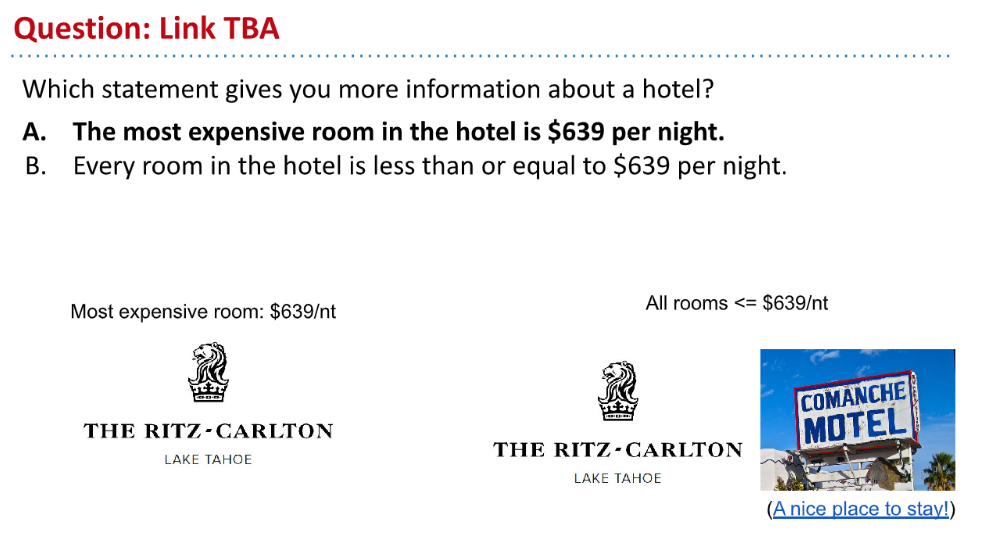 Question: Link TBA
Which statement gives you more information about a hotel?
A. The most expensive room in the hotel is $639 per night.
B. Every room in the hotel is less than or equal to $639 per night.
Most expensive room: $639/nt
THE RITZ-CARLTON
LAKE TAHOE
All rooms <= $639/nt
THE RITZ-CARLTON
LAKE TAHOE
COMANCHE
MOTEL
(A nice place to stay!)